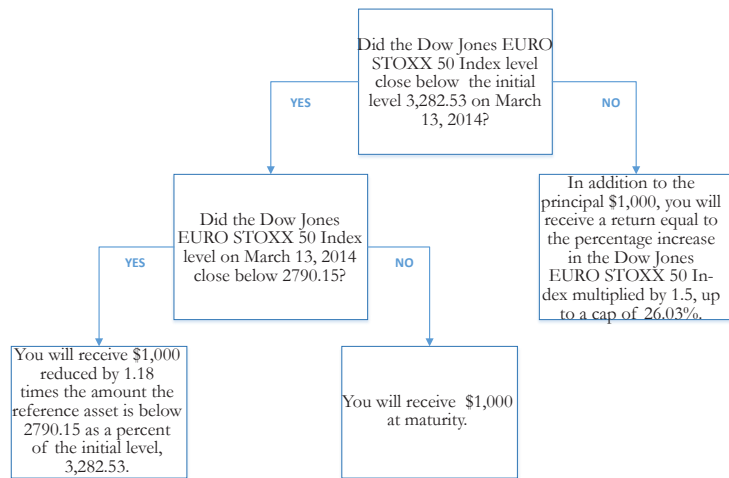 Did the Dow Jones EURO
STOXX 50 Index level
close below the initial
level 3,282.53 on March
13, 2014?
YES
NO
Did the Dow Jones
EURO STOXX 50 Index
level on March 13, 2014
close below 2790.15?
In addition to the
principal $1,000, you will
receive a return equal to
the percentage increase
in the Dow Jones
EURO STOXX 50 In-
dex multiplied by 1.5, up
to a cap of 26.03%.
YES
NO
You will receive $1,000
reduced by 1.18
times the amount the
reference asset is below
2790.15 as a percent
of the initial level,
3,282.53.
You will receive $1,000
at maturity.